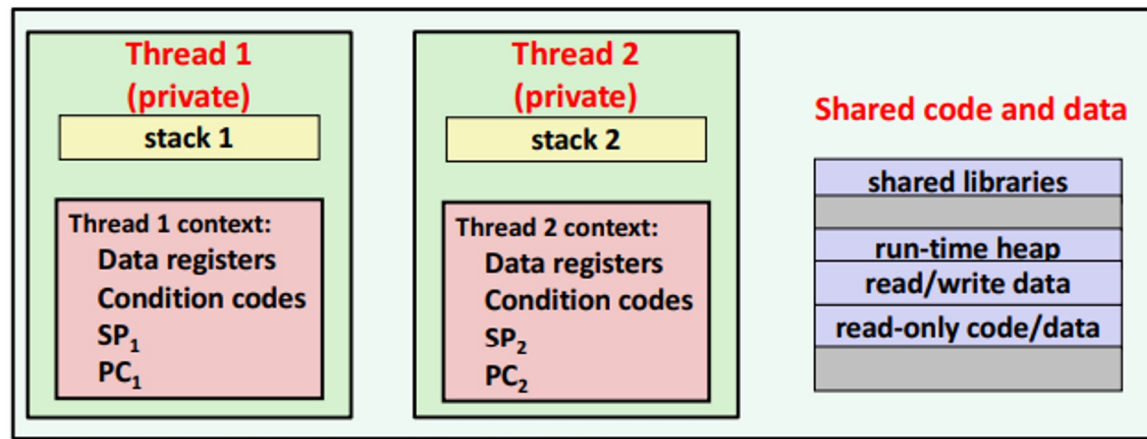 Thread 1
(private)
stack 1
Thread 1 context:
Data registers
Condition codes
SP₁
PC₁
Thread 2
(private)
stack 2
Thread 2 context:
Data registers
Condition codes
SP₂
PC₂
Shared code and data
shared libraries
run-time heap
read/write data
read-only code/data